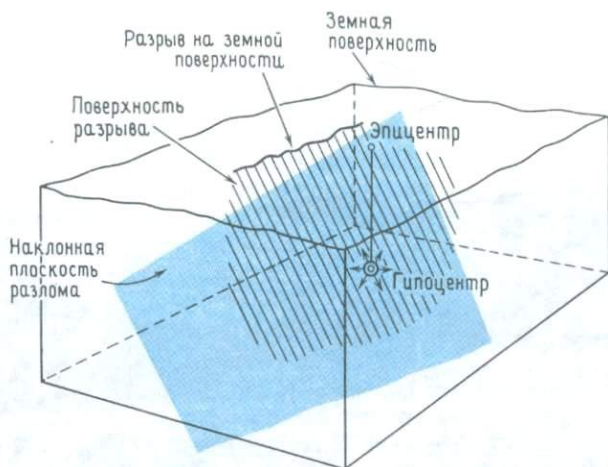 Разрыв на земной
поверхности
Земная
поверхность
Поверхность
разрыва
Эпицентр
Наклонная
плоскость
разлома
Гипоцентр